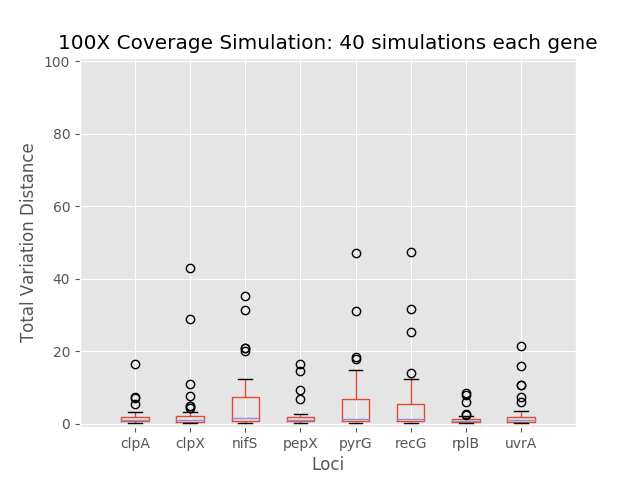 100X Coverage Simulation: 40 simulations each gene
100
80
60
40
20
0
Total Variation Distance
clpA clpX nifS pepX pyrG recG rplB uvrA
Loci